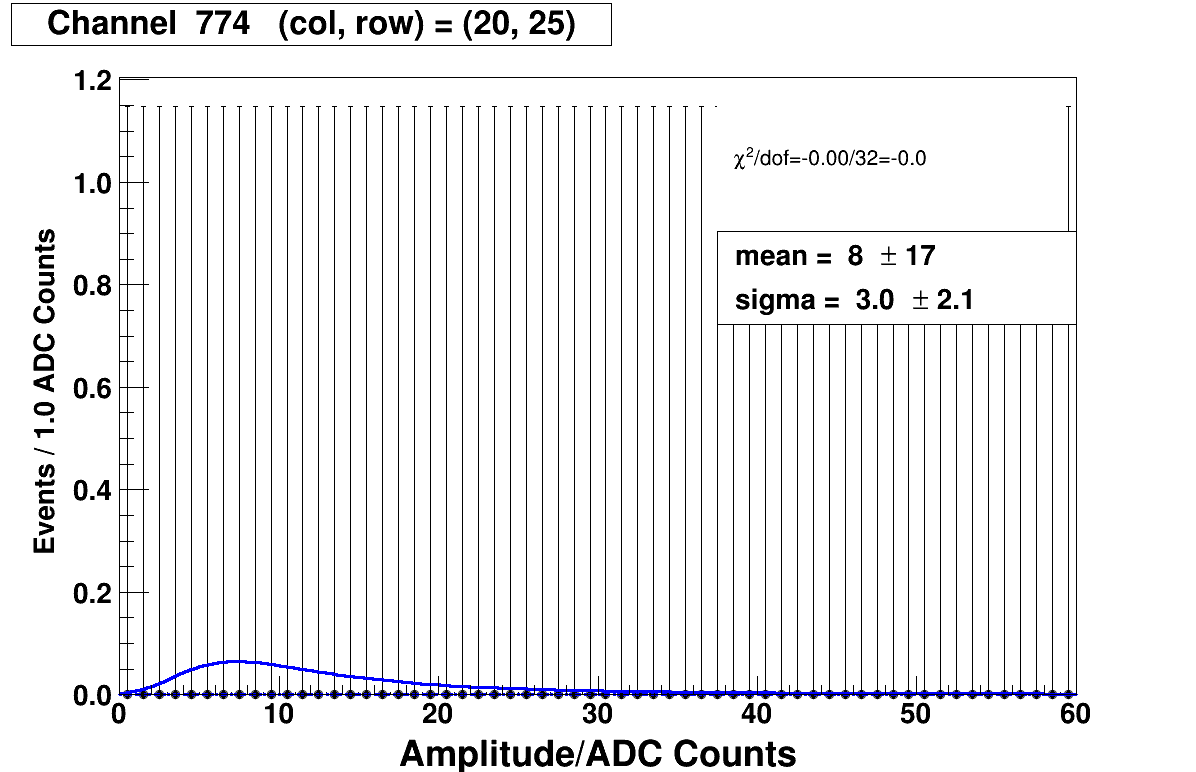 Channel 774 (col, row) = (20, 25)
1.2
1.0
0.8
0.6
0.4
0.2
0.0
Events / 1.0 ADC Counts
χ²/dof=-0.00/32=-0.0
mean = 8 ± 17
sigma = 3.0 ± 2.1
0 10 20 30 40 50 60
Amplitude/ADC Counts